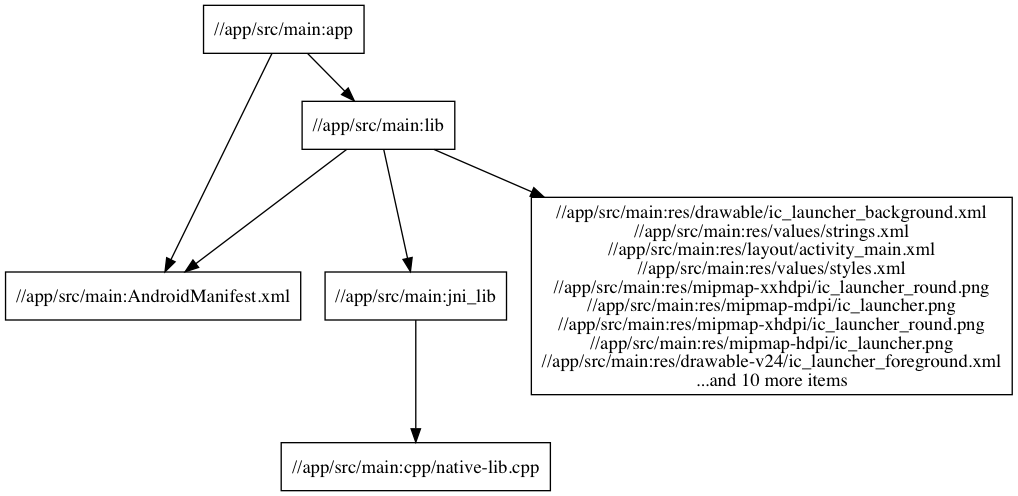 //app/src/main:app
//app/src/main:lib
//app/src/main:AndroidManifest.xml
//app/src/main:jni_lib
//app/src/main:res/drawable/ic_launcher_background.xml
//app/src/main:res/values/strings.xml
//app/src/main:res/layout/activity_main.xml
//app/src/main:res/values/styles.xml
//app/src/main:res/mipmap-xxhdpi/ic_launcher_round.png
//app/src/main:res/mipmap-mdpi/ic_launcher.png
//app/src/main:res/mipmap-xhdpi/ic_launcher_round.png
//app/src/main:res/mipmap-hdpi/ic_launcher.png
//app/src/main:res/drawable-v24/ic_launcher_foreground.xml
...and 10 more items
//app/src/main:cpp/native-lib.cpp